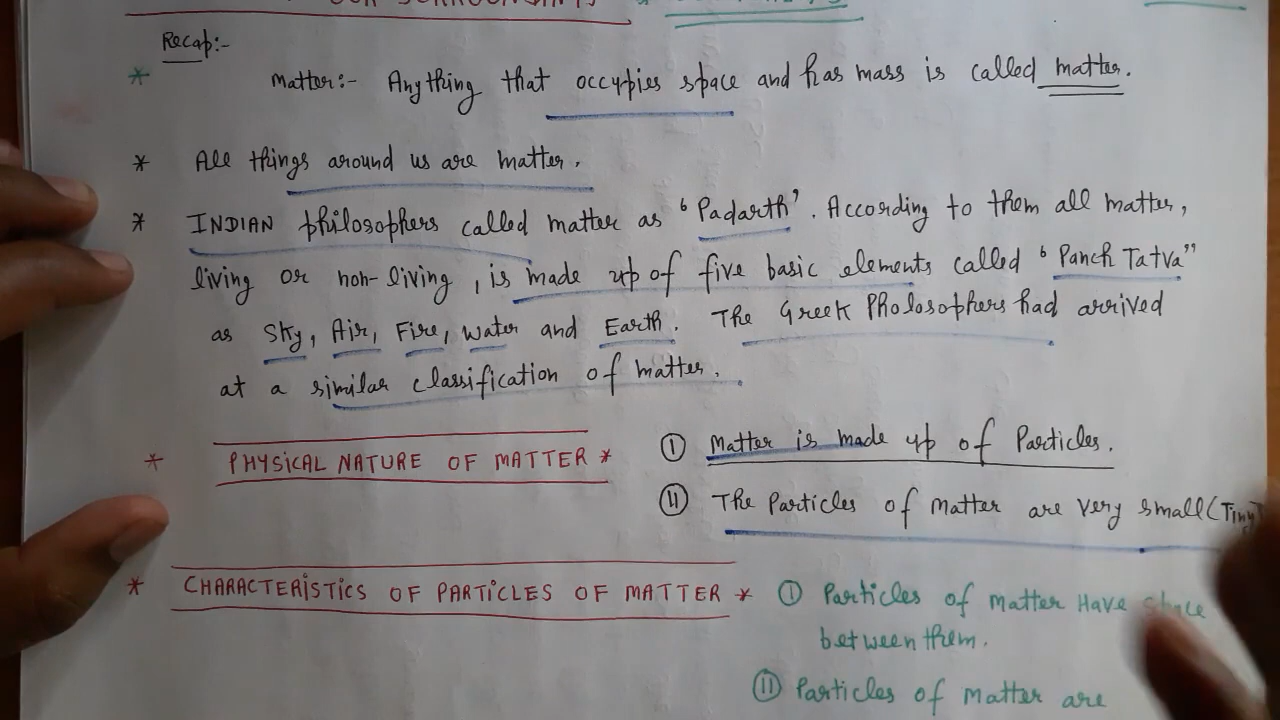 Recap:-
* Matter:- Anything that occupies space and has mass is called matter.
* All things around us are matter.
* INDIAN philosophers called matter as 'Padarth'. According to them all matter,
living or non-living, is made up of five basic elements called "Panch Tatva"
as Sky, Air, Fire, Water and Earth. The Greek Pholosophers had arrived
at a similar classification of matter.
* PHYSICAL NATURE OF MATTER * (I) Matter is made up of Particles.
(II) The Particles of matter are very small (Tiny)
* CHARACTERISTICS OF PARTICLES OF MATTER * (I) Particles of matter Have space
between them.
(II) Particles of matter are